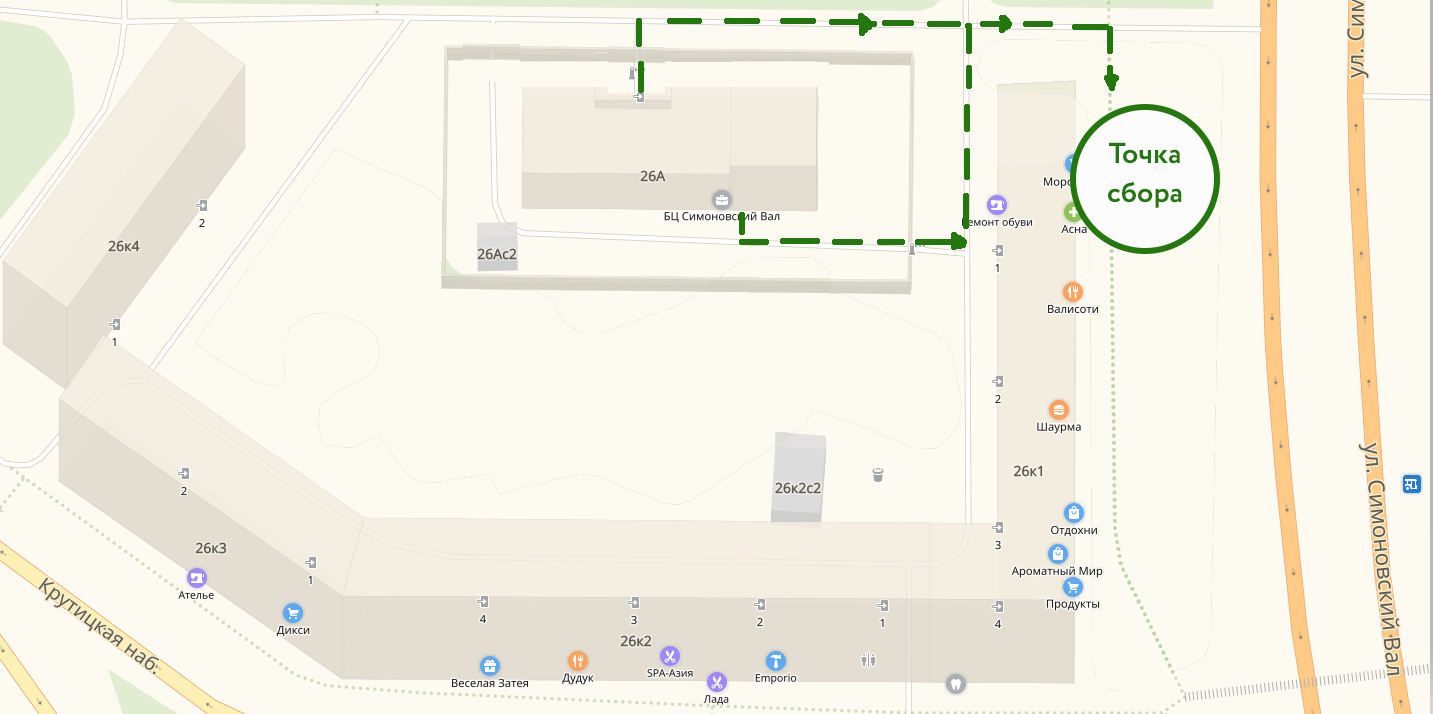 ул. Сим
Точка
сбора
26А
БЦ Симоновский Вал
Моро
Ремонт обуви
Асна
2
26к4
26Ас2
1
Валисоти
1
2
Шаурма
26к1
26к2с2
2
Отдохни
3
26к3
1
Ароматный Мир
Продукты
Ателье
Дикси
4
3
2
1
4
26к2
Веселая Затея
Дудук
SPA-Азия
Emporio
Лада
Крутицкая наб.
ул. Симоновский Вал